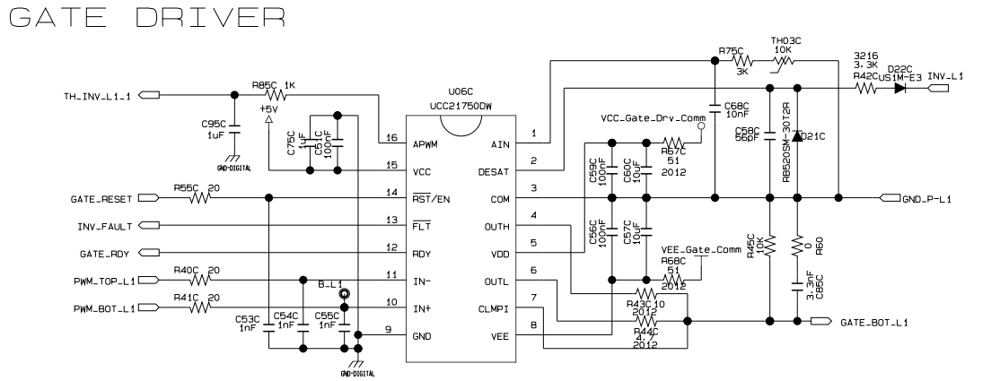 GATE DRIVER
TH03C
10K
R75C
3K
3216
3.3K
R42C
D22C
US1M-E3
INV_L1
TH_INV_L1_1
R85C 1K
U06C
UCC21750DW
+5V
C95C
1uF
GND-DIGITAL
C75C
1uF
C51C
100nF
C68C
10nF
VCC_Gate_Drv_Comm
C58C
56pF
RB520SM-30T2R
D21C
16 APWM
AIN 1
15 VCC
DESAT 2
R67C
51
2012
C59C
100nF
C60C
10uF
GATE_RESET
R55C 20
14 RST/EN
COM 3
GND_P-L1
INV_FAULT
13 FLT
OUTH 4
C56C
100nF
C57C
10uF
R45C
10K
0
R60
GATE_RDY
12 RDY
VDD 5
VEE_Gate_Comm
R68C
51
2012
PWM_TOP_L1
R40C 20
11 IN-
OUTL 6
B_L1
3.3nF
C85C
PWM_BOT_L1
R41C 20
10 IN+
CLMPI 7
R43C 10
2012
C53C
1nF
C54C
1nF
C55C
1nF
9 GND
VEE 8
R44C
4.7
2012
GATE_BOT_L1
GND-DIGITAL